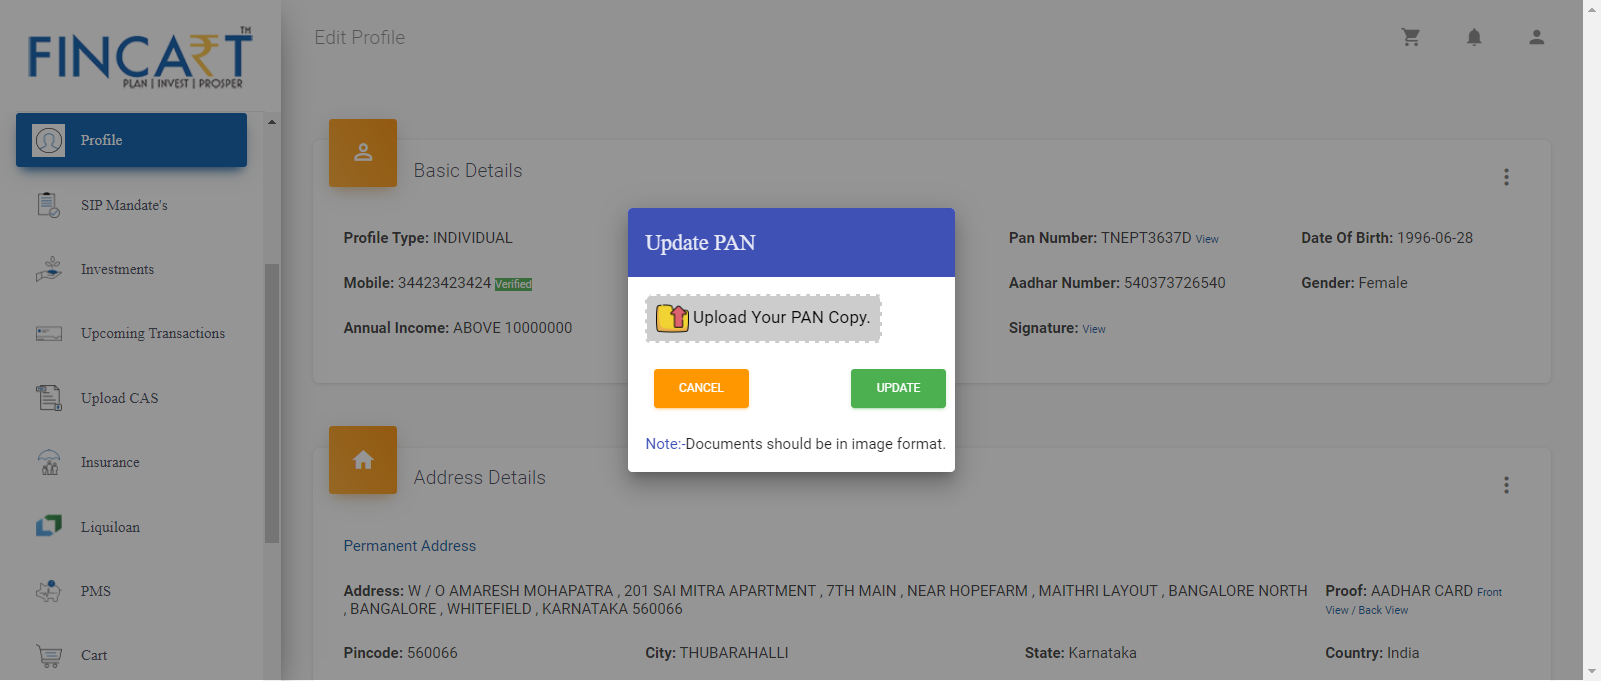 FINCART TM
PLAN | INVEST | PROSPER
Edit Profile
Profile
SIP Mandate's
Investments
Upcoming Transactions
Upload CAS
Insurance
Liquiloan
PMS
Cart
Basic Details
Profile Type: INDIVIDUAL
Pan Number: TNEPT3637D View
Date Of Birth: 1996-06-28
Mobile: 34423423424 Verified
Aadhar Number: 540373726540
Gender: Female
Annual Income: ABOVE 10000000
Signature: View
Update PAN
Upload Your PAN Copy.
CANCEL
UPDATE
Note:-Documents should be in image format.
Address Details
Permanent Address
Address: W / O AMARESH MOHAPATRA , 201 SAI MITRA APARTMENT , 7TH MAIN , NEAR HOPEFARM , MAITHRI LAYOUT , BANGALORE NORTH
, BANGALORE , WHITEFIELD , KARNATAKA 560066
Proof: AADHAR CARD Front
View / Back View
Pincode: 560066
City: THUBARAHALLI
State: Karnataka
Country: India